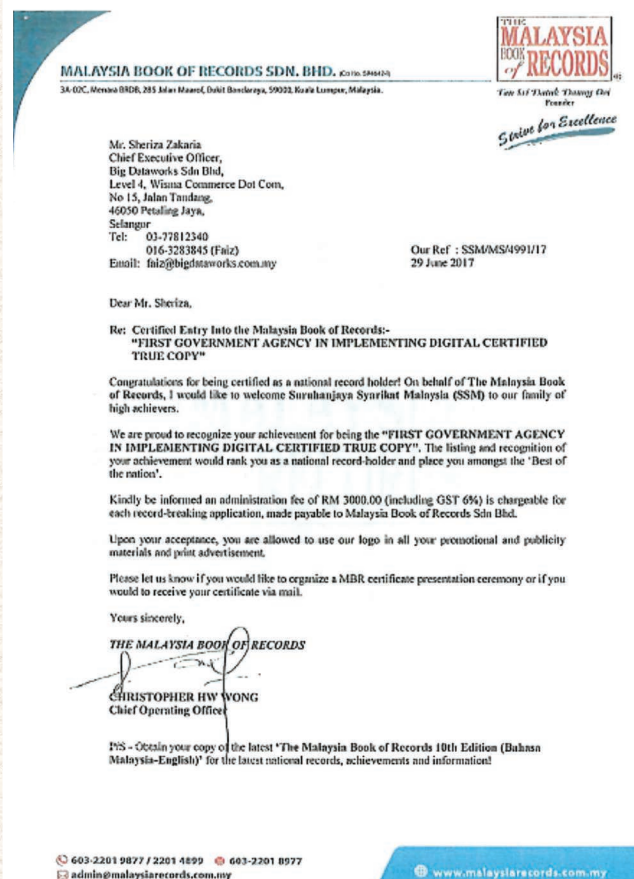 THE
MALAYSIA
BOOK
of RECORDS
MALAYSIA BOOK OF RECORDS SDN. BHD. (Co No.
3A-02C, Menara BRDB, 285 Jalan Maarof, Bukit Bandaraya, 59000, Kuala Lumpur, Malaysia.
Tan Sri Datuk Danny Ooi
Founder
Strive for Excellence
Mr. Sheriza Zakaria
Chief Executive Officer,
Big Dataworks Sdn Bhd,
Level 4, Wisma Commerce Dot Com,
No 15, Jalan Tandang,
46050 Petaling Jaya,
Selangor
Tel: 03-77812340
016-3283845 (Faiz)
Email: faiz@bigdataworks.com.my
Our Ref : SSM/MS/4991/17
29 June 2017
Dear Mr. Sheriza,
Re: Certified Entry Into the Malaysia Book of Records:-
"FIRST GOVERNMENT AGENCY IN IMPLEMENTING DIGITAL CERTIFIED
TRUE COPY"
Congratulations for being certified as a national record holder! On behalf of The Malaysia Book
of Records, I would like to welcome Suruhanjaya Syarikat Malaysia (SSM) to our family of
high achievers.
We are proud to recognize your achievement for being the "FIRST GOVERNMENT AGENCY
IN IMPLEMENTING DIGITAL CERTIFIED TRUE COPY". The listing and recognition of
your achievement would rank you as a national record-holder and place you amongst the 'Best of
the nation'.
Kindly be informed an administration fee of RM 3000.00 (including GST 6%) is chargeable for
each record-breaking application, made payable to Malaysia Book of Records Sdn Bhd.
Upon your acceptance, you are allowed to use our logo in all your promotional and publicity
materials and print advertisement.
Please let us know if you would like to organize a MBR certificate presentation ceremony or if you
would to receive your certificate via mail.
Yours sincerely,
THE MALAYSIA BOOK OF RECORDS
CHRISTOPHER HW WONG
Chief Operating Officer
P/S - Obtain your copy of the latest 'The Malaysia Book of Records 10th Edition (Bahasa
Malaysia-English)' for the latest national records, achievements and information!
603-2201 9877 / 2201 4899 603-2201 8977
admin@malaysiarecords.com.my
www.malaysiarecords.com.my